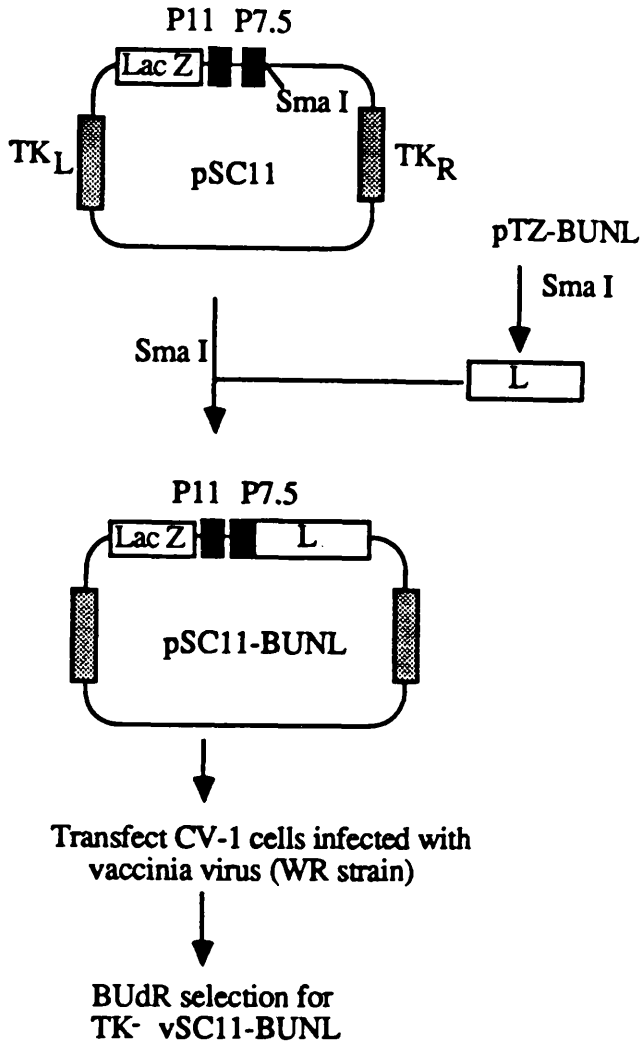 P11 P7.5
Lac Z
Sma I
TKL
TKR
pSC11
pTZ-BUNL
Sma I
Sma I
L
P11 P7.5
Lac Z
L
pSC11-BUNL
Transfect CV-1 cells infected with
vaccinia virus (WR strain)
BUdR selection for
TK- vSC11-BUNL